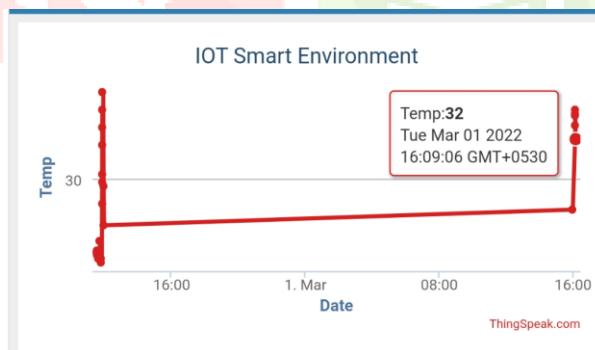 IOT Smart Environment
Temp:32
Tue Mar 01 2022
16:09:06 GMT+0530
Temp
30
16:00
1. Mar
08:00
16:00
Date
ThingSpeak.com